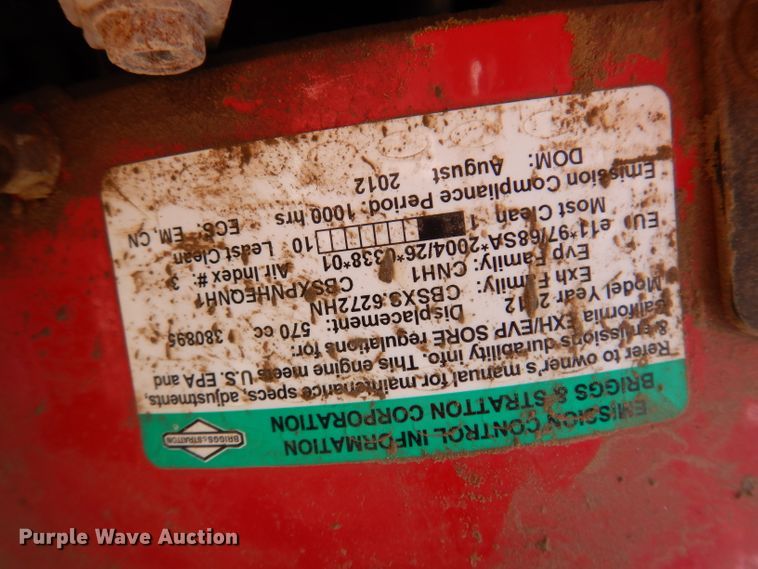 EMISSION CONTROL INFORMATION
BRIGGS & STRATTON CORPORATION
BRIGGS & STRATTON
Refer to owner's manual for maintenance specs, adjustments,
& emissions durability info. This engine meets U.S. EPA and
California EXH/EVP SORE regulations for:
Model Year 2012 Displacement: 570 cc 380895
Exh Family: CBSXS.6272HN
Evp Family: CNH1 CBSXPNHEQNH1
EU e11*97/68SA*2004/26* 338*01 Air Index #: 3
Most Clean 1 10 Least Clean
Emission Compliance Period: 1000 hrs ECS: EM, CN
DOM: August 2012
Purple Wave Auction